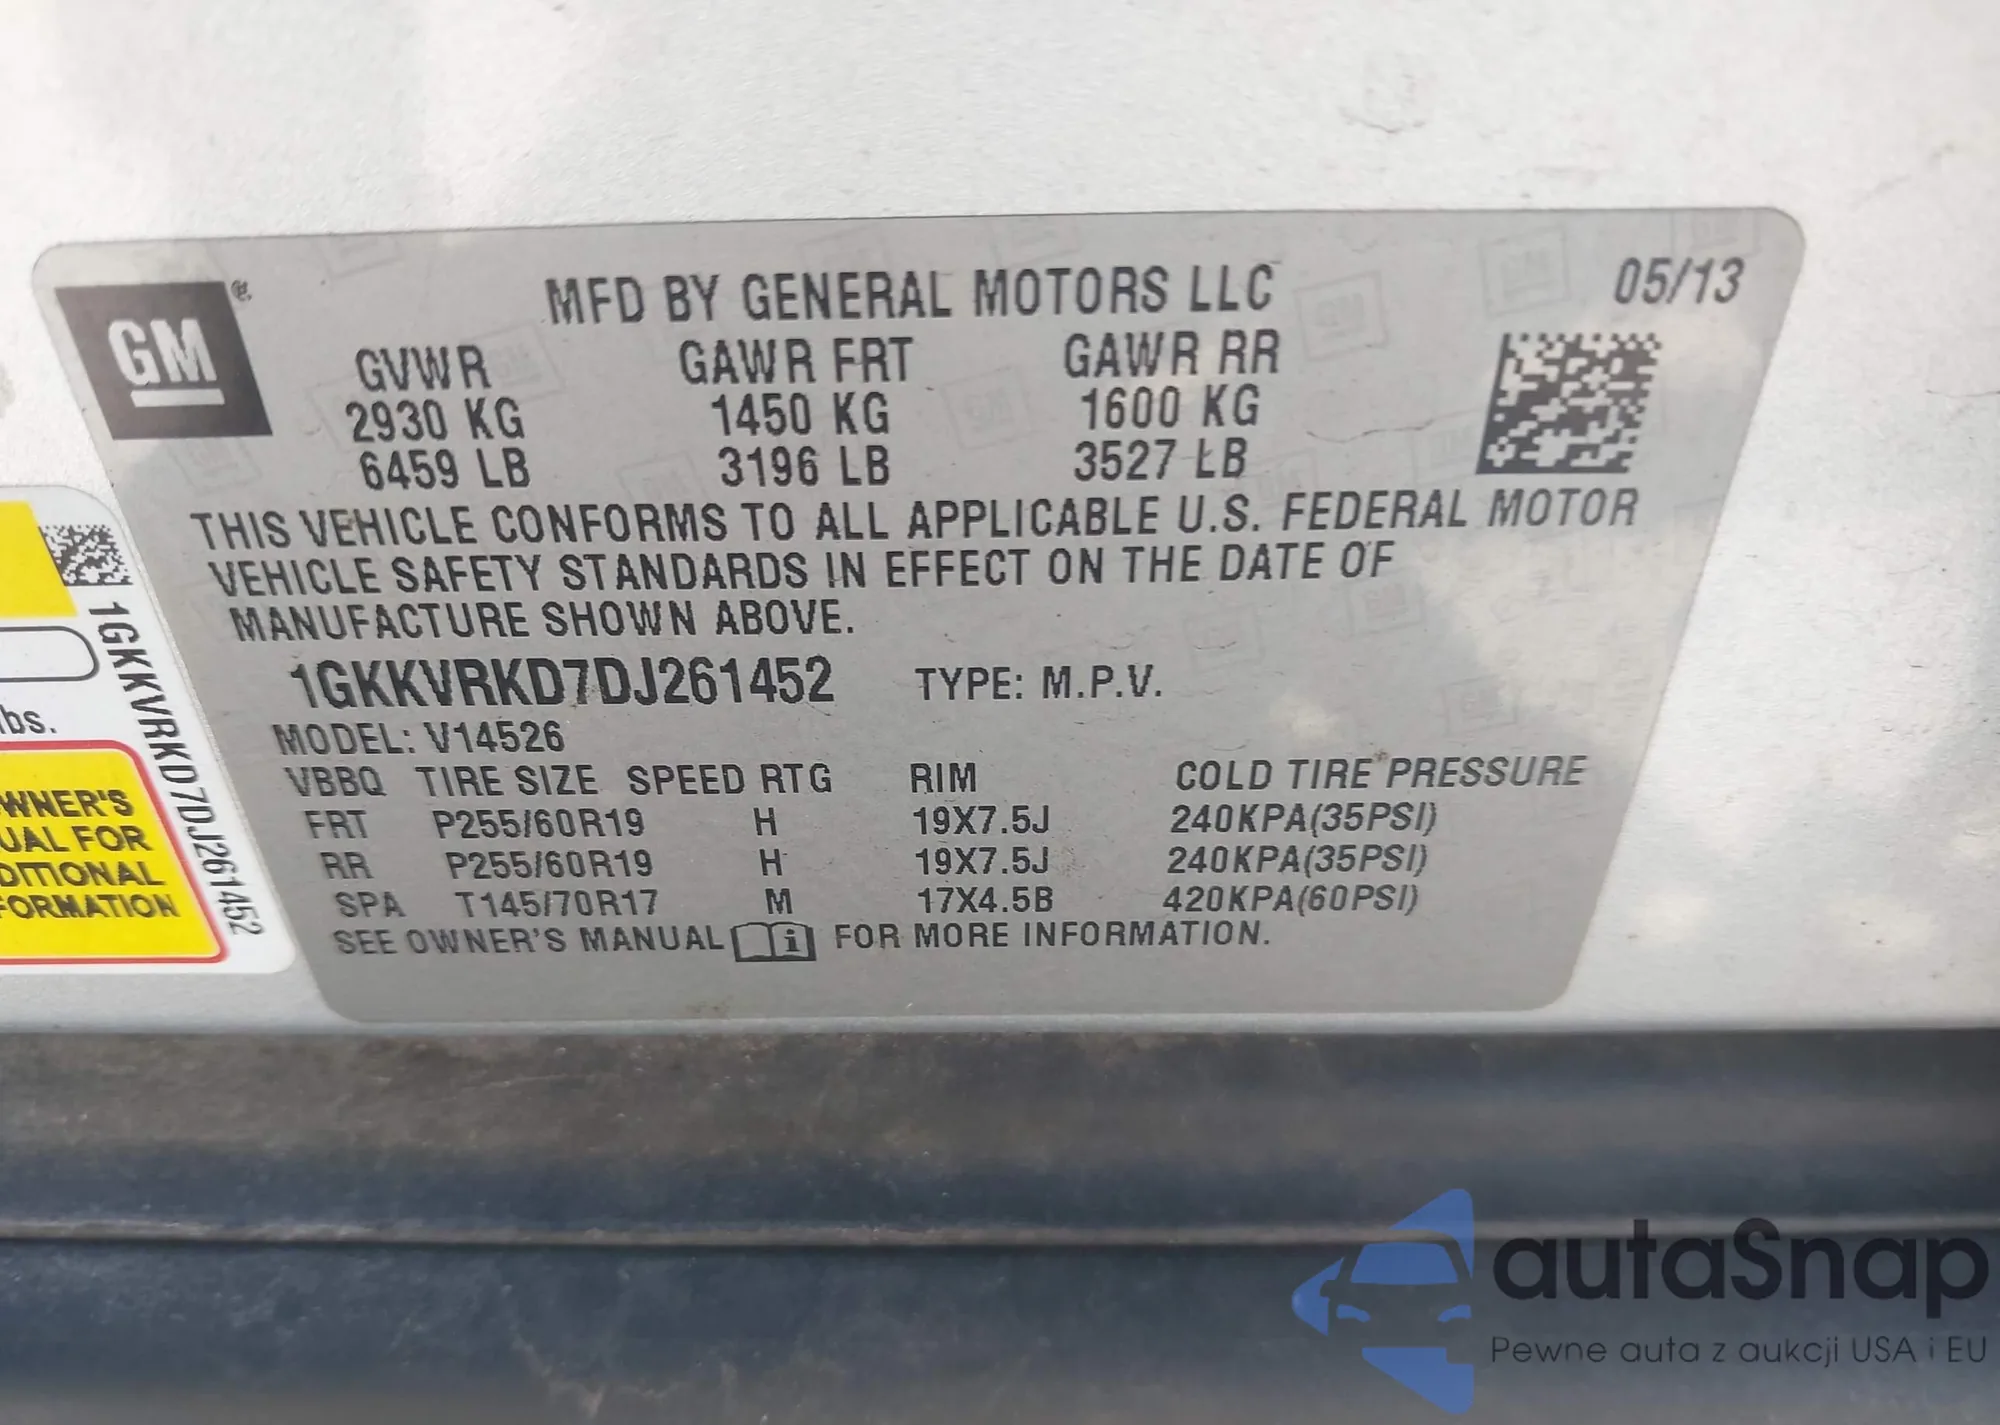 MFD BY GENERAL MOTORS LLC 05/13
GM
GVWR GAWR FRT GAWR RR
2930 KG 1450 KG 1600 KG
6459 LB 3196 LB 3527 LB
THIS VEHICLE CONFORMS TO ALL APPLICABLE U.S. FEDERAL MOTOR
VEHICLE SAFETY STANDARDS IN EFFECT ON THE DATE OF
MANUFACTURE SHOWN ABOVE.
1GKKVRKD7DJ261452 TYPE: M.P.V.
MODEL: V14526
VBBQ TIRE SIZE SPEED RTG RIM COLD TIRE PRESSURE
FRT P255/60R19 H 19X7.5J 240KPA(35PSI)
RR P255/60R19 H 19X7.5J 240KPA(35PSI)
SPA T145/70R17 M 17X4.5B 420KPA(60PSI)
SEE OWNER'S MANUAL i FOR MORE INFORMATION.
1GKKVRKD7DJ261452
lbs.
WNER'S
UAL FOR
DITIONAL
FORMATION
autaSnap
Pewne auta z aukcji USA i EU